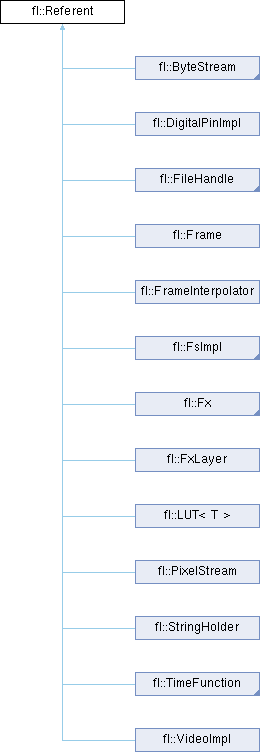 fl::Referent
fl::ByteStream
fl::DigitalPinImpl
fl::FileHandle
fl::Frame
fl::FrameInterpolator
fl::FsImpl
fl::Fx
fl::FxLayer
fl::LUT< T >
fl::PixelStream
fl::StringHolder
fl::TimeFunction
fl::VideoImpl